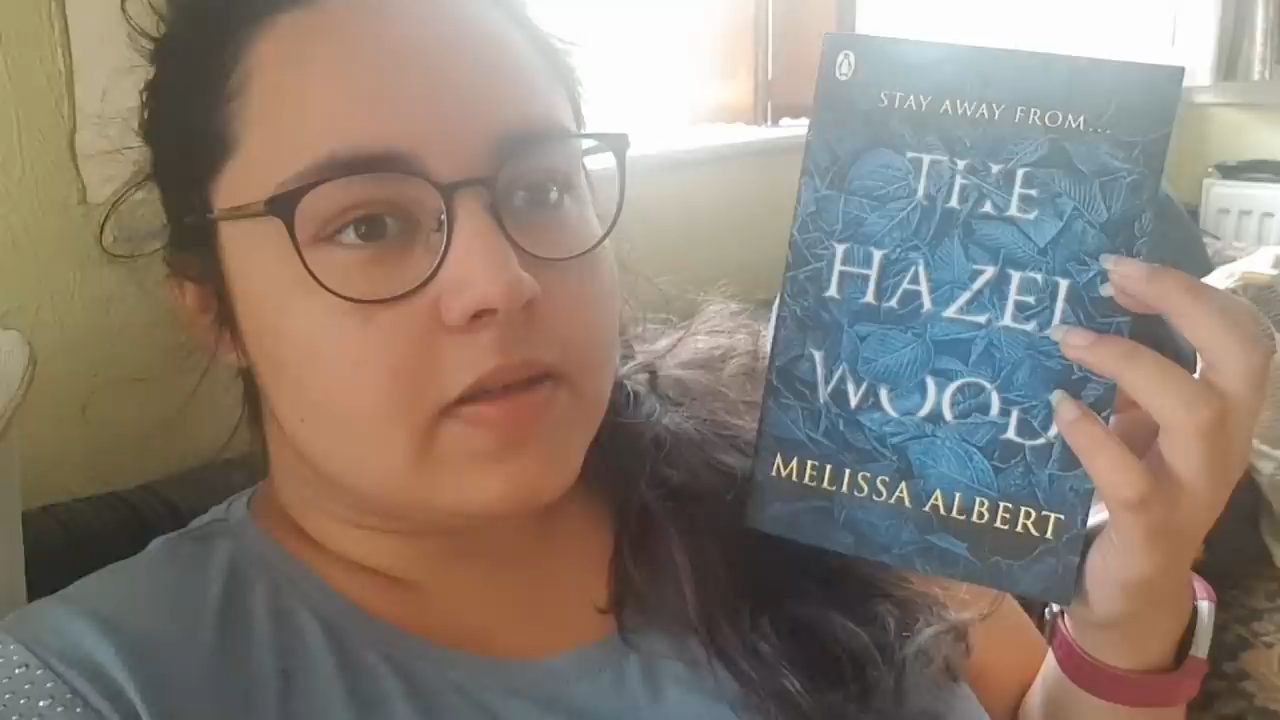 STAY AWAY FROM...
THE
HAZEL
WOOD
MELISSA ALBERT